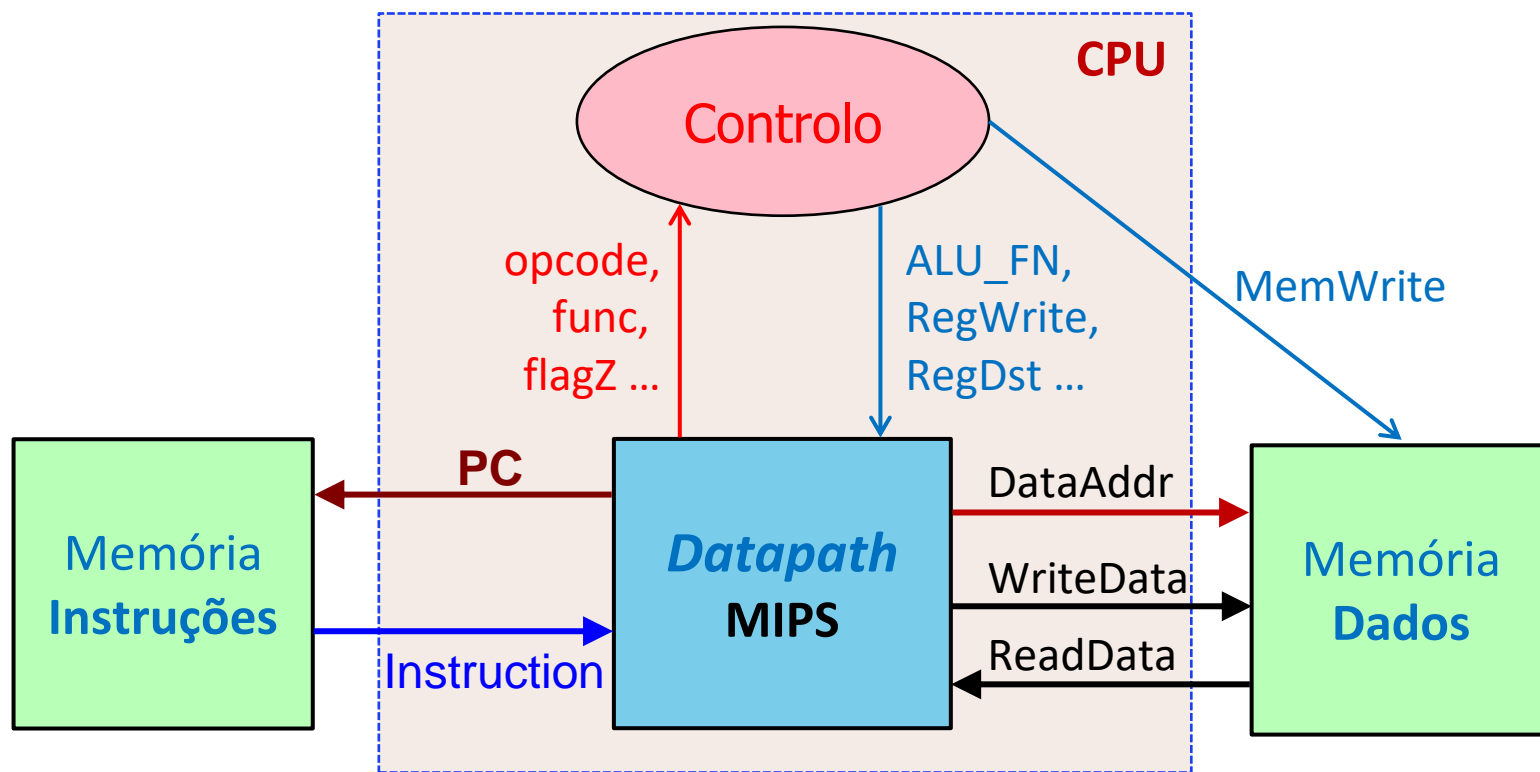 CPU
Controlo
opcode,
func,
flagZ ...
ALU_FN,
RegWrite,
RegDst ...
MemWrite
PC
DataAddr
Memória
Instruções
Datapath
MIPS
WriteData
Memória
Dados
ReadData
Instruction